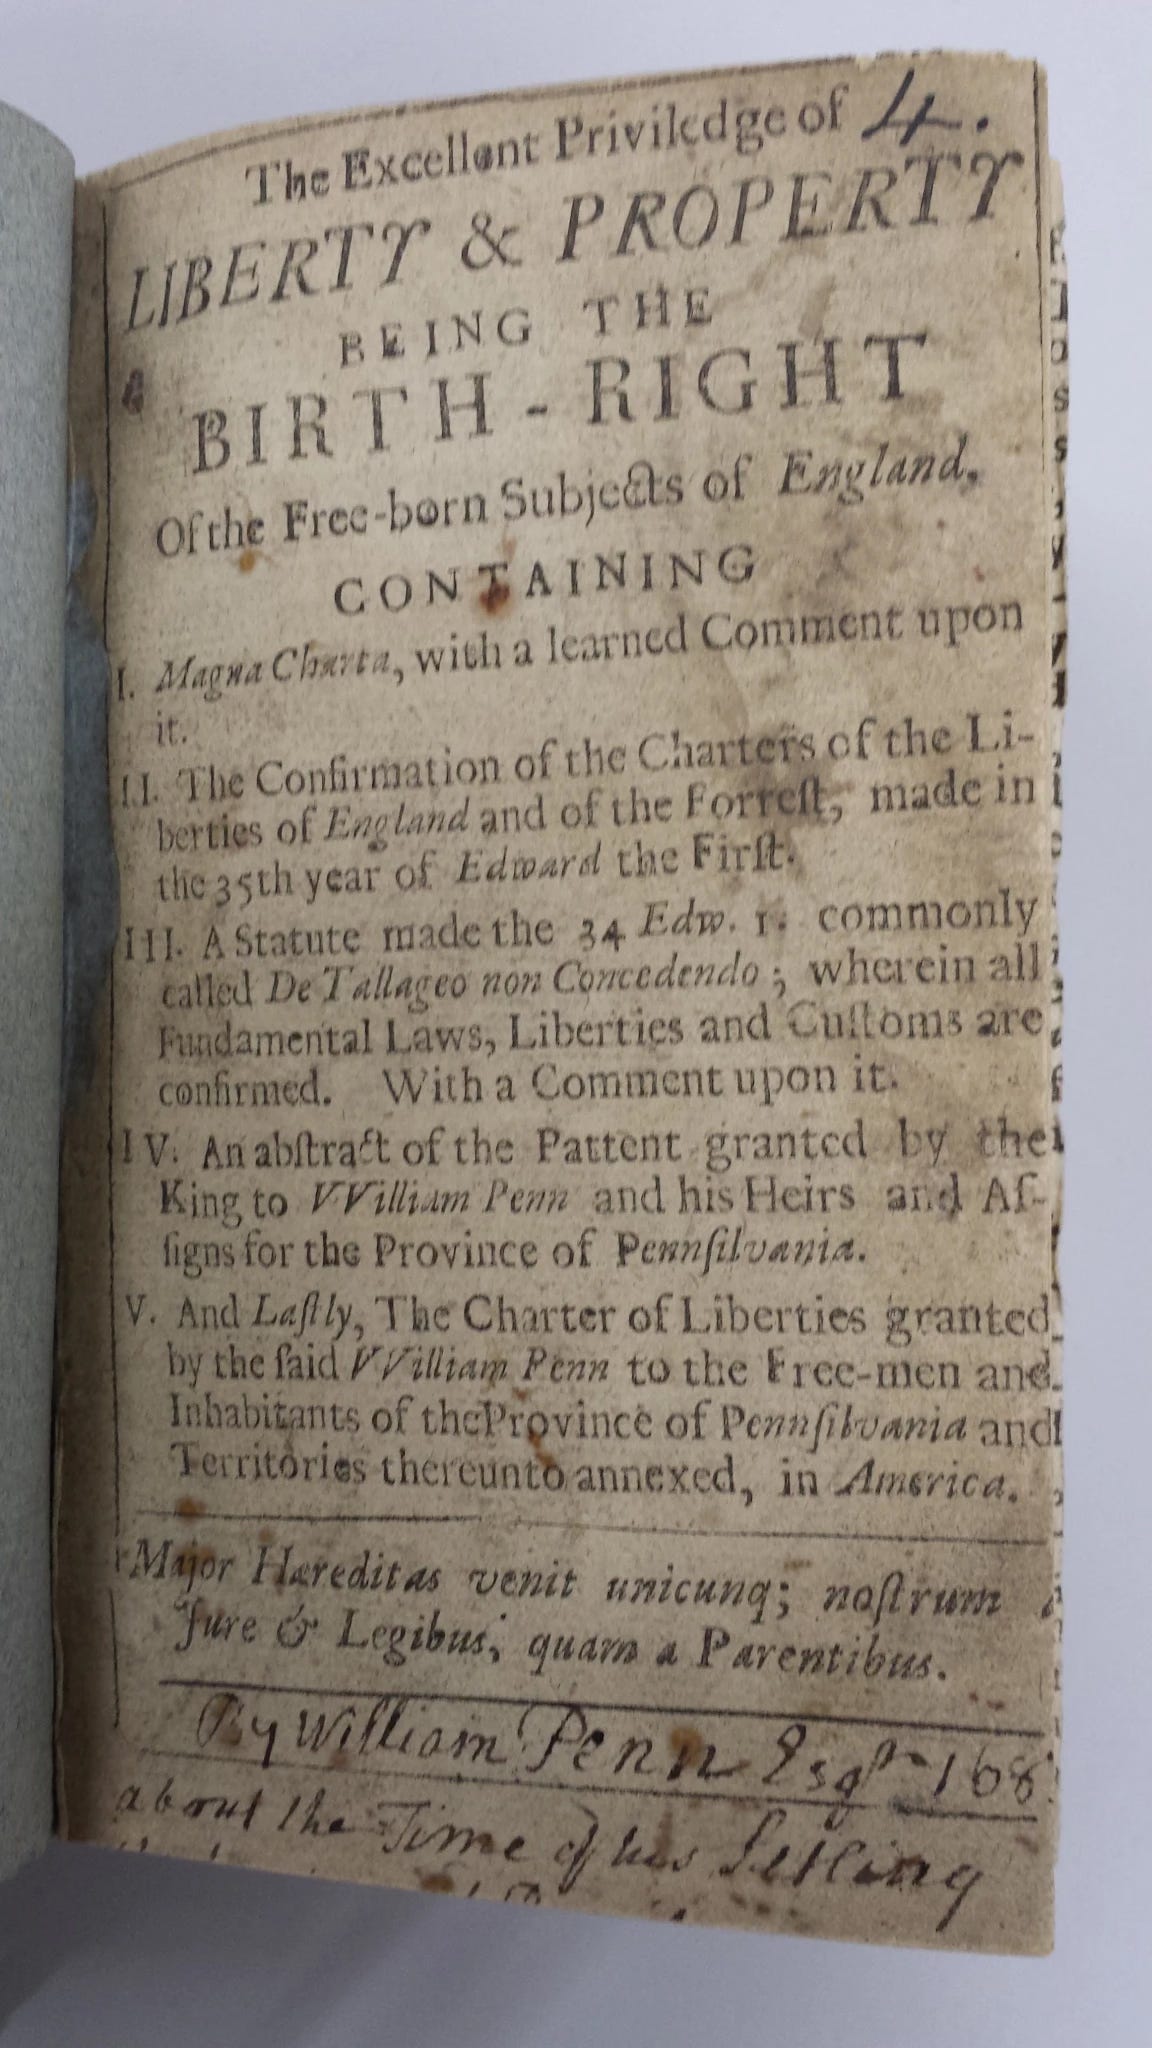 The Excellent Priviledge of 4.
LIBERTY & PROPERTY
BEING THE
BIRTH-RIGHT
Of the Free-born Subjects of England,
CONTAINING
I. Magna Charta, with a learned Comment upon
it.
II. The Confirmation of the Charters of the Li-
berties of England and of the Forreſt, made in
the 35th year of Edward the Firſt.
III. A Statute made the 34 Edw. 1. commonly
called De Tallageo non Concedendo; wherein all
Fundamental Laws, Liberties and Cuſtoms are
confirmed. With a Comment upon it.
IV. An abſtract of the Pattent granted by the
King to VVilliam Penn and his Heirs and Aſ-
ſigns for the Province of Pennſilvania.
V. And Laſtly, The Charter of Liberties granted
by the ſaid VVilliam Penn to the Free-men and
Inhabitants of the Province of Pennſilvania and
Territories thereunto annexed, in America.
Major Hæreditas venit unicunq; noſtrum
Jure & Legibus, quam a Parentibus.
By William Penn Esqr 168
about the Time of his Setling